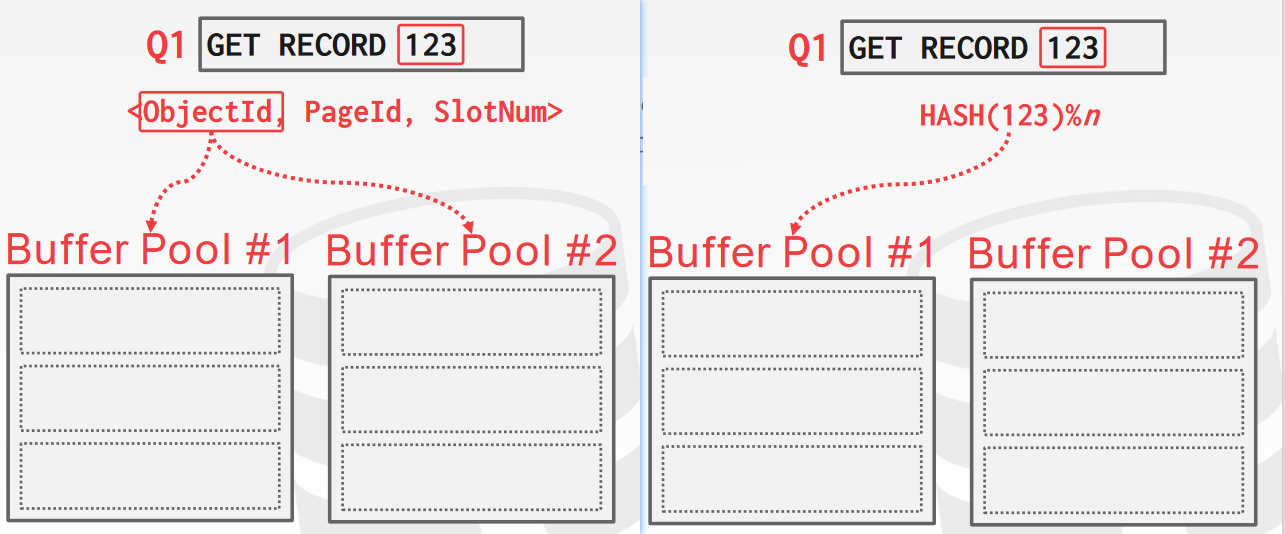 Q1 GET RECORD 123
<ObjectId, PageId, SlotNum>
Buffer Pool #1
Buffer Pool #2
Q1 GET RECORD 123
HASH(123)%n
Buffer Pool #1
Buffer Pool #2